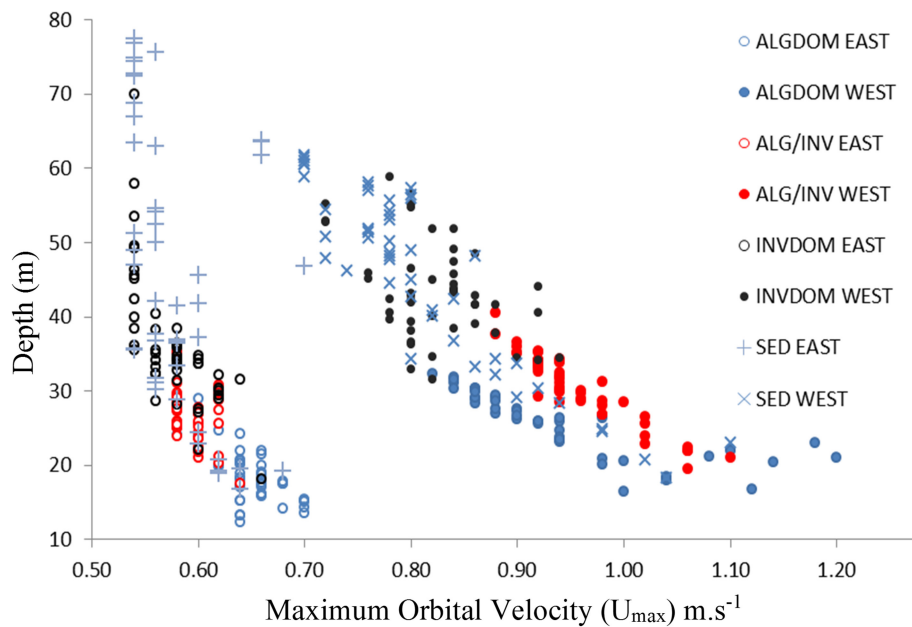 80
70
60
50
40
30
20
10
Depth (m)
0.50 0.60 0.70 0.80 0.90 1.00 1.10 1.20
Maximum Orbital Velocity (Umax) m.s-1
ALGDOM EAST
ALGDOM WEST
ALG/INV EAST
ALG/INV WEST
INVDOM EAST
INVDOM WEST
SED EAST
SED WEST